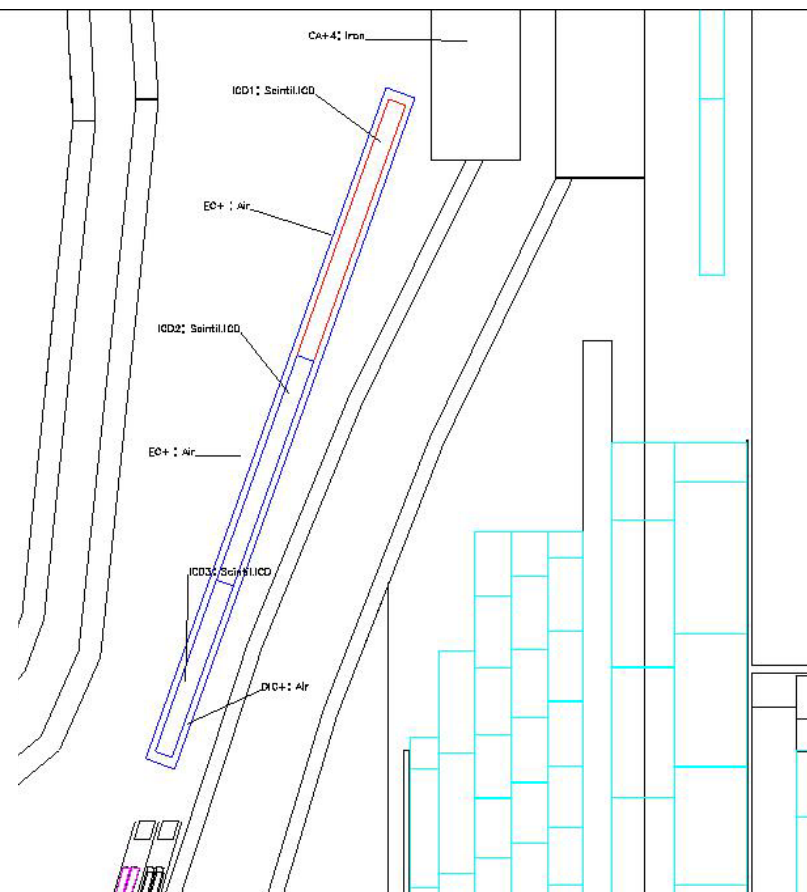 CA+4: Iron
ICD1: Scintil.ICD
EC+ : Air
ICD2: Scintil.ICD
EC+ : Air
ICD3: Scintil.ICD
DIC+: Air